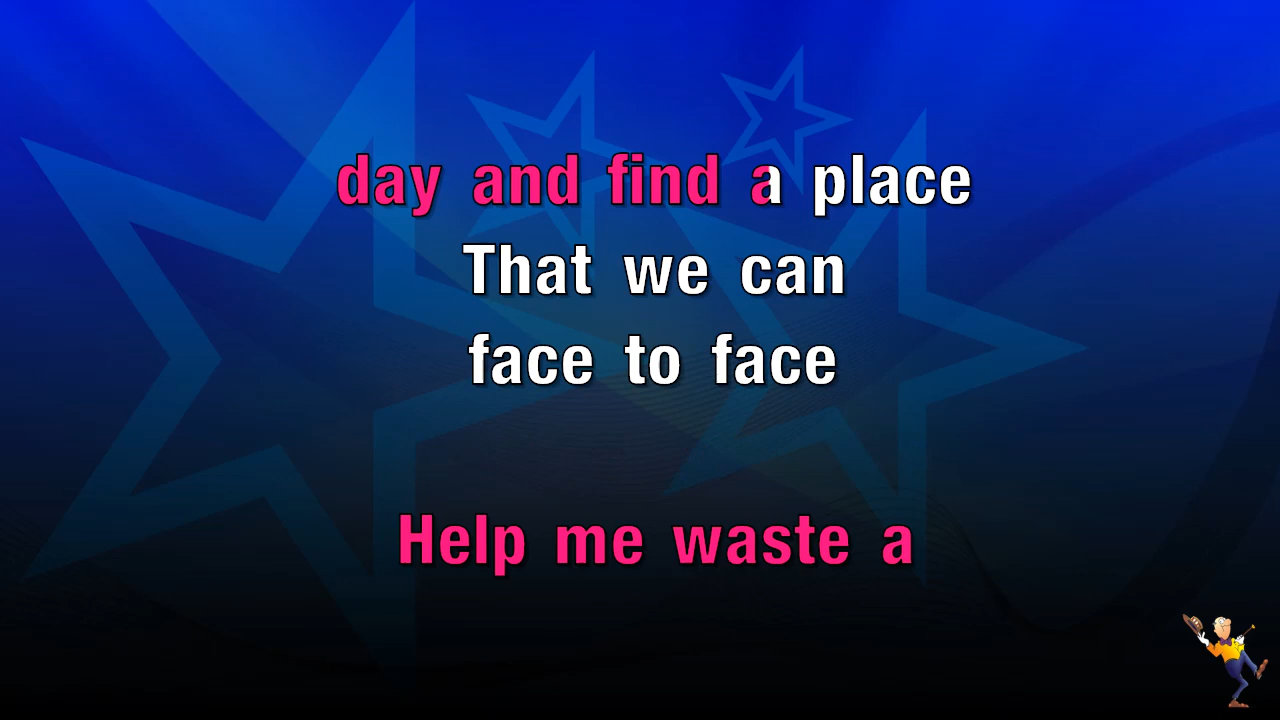 day and find a place
That we can
face to face
Help me waste a